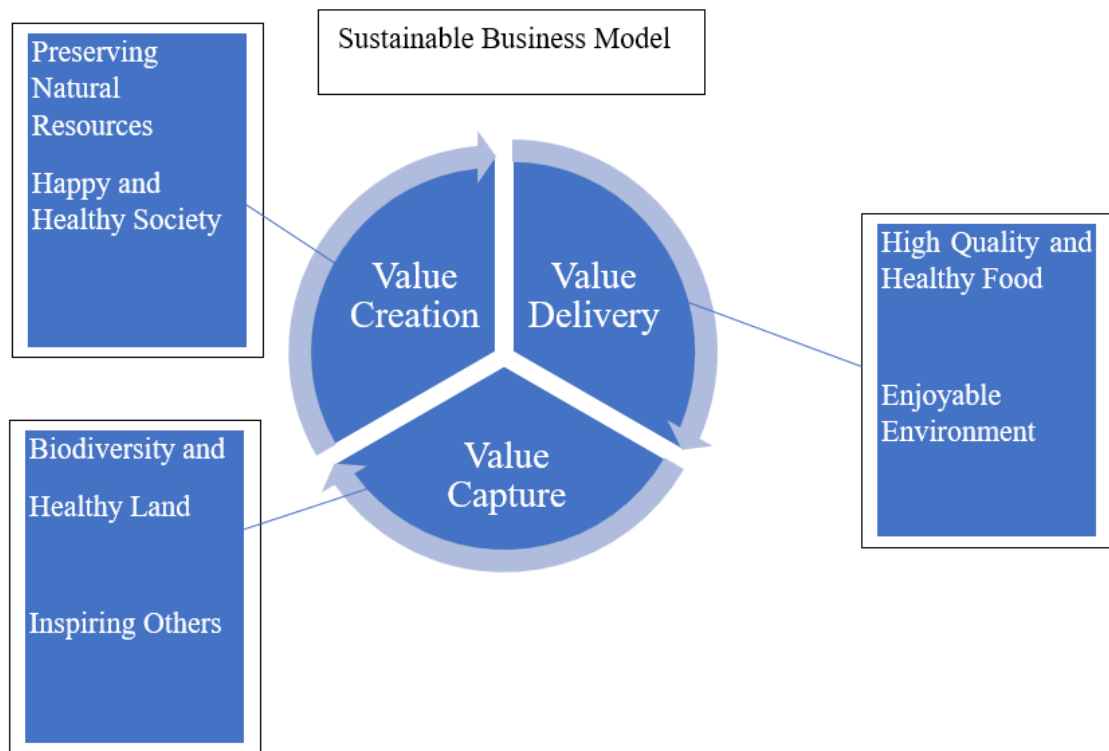 Sustainable Business Model
Preserving
Natural
Resources
Happy and
Healthy Society
Value
Creation
Value
Delivery
High Quality and
Healthy Food
Enjoyable
Environment
Value
Capture
Biodiversity and
Healthy Land
Inspiring Others